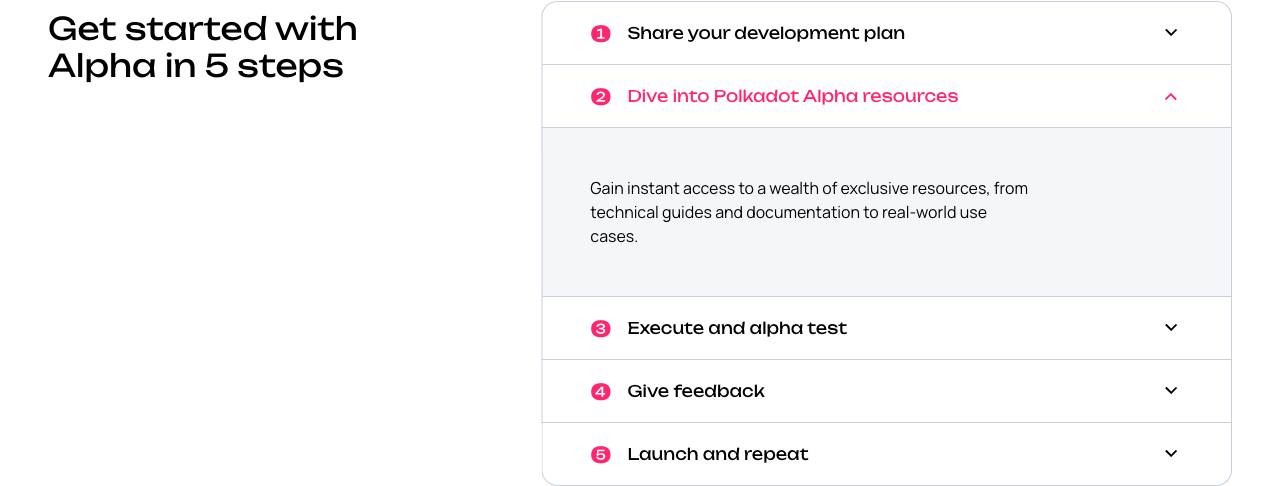 Get started with
Alpha in 5 steps
1 Share your development plan
2 Dive into Polkadot Alpha resources
Gain instant access to a wealth of exclusive resources, from
technical guides and documentation to real-world use
cases.
3 Execute and alpha test
4 Give feedback
5 Launch and repeat